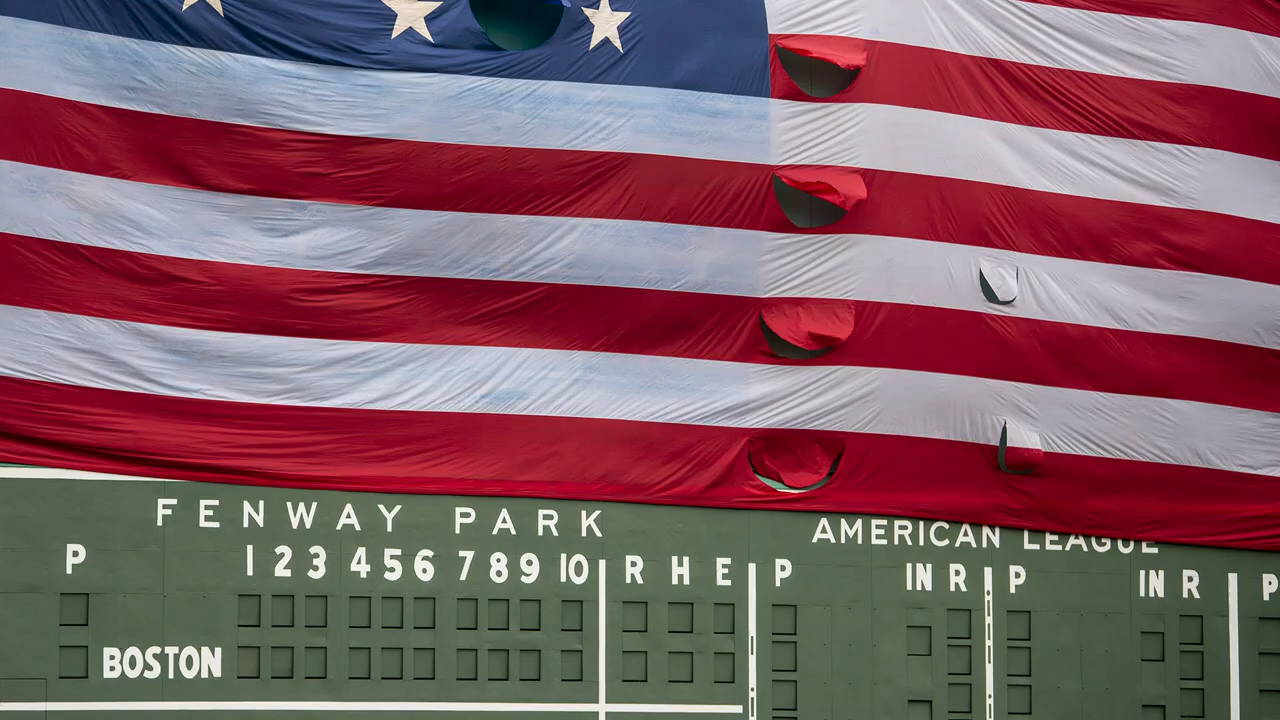 FENWAY PARK
AMERICAN LEAGUE
P 1 2 3 4 5 6 7 8 9 10 R H E P IN R P IN R P
BOSTON